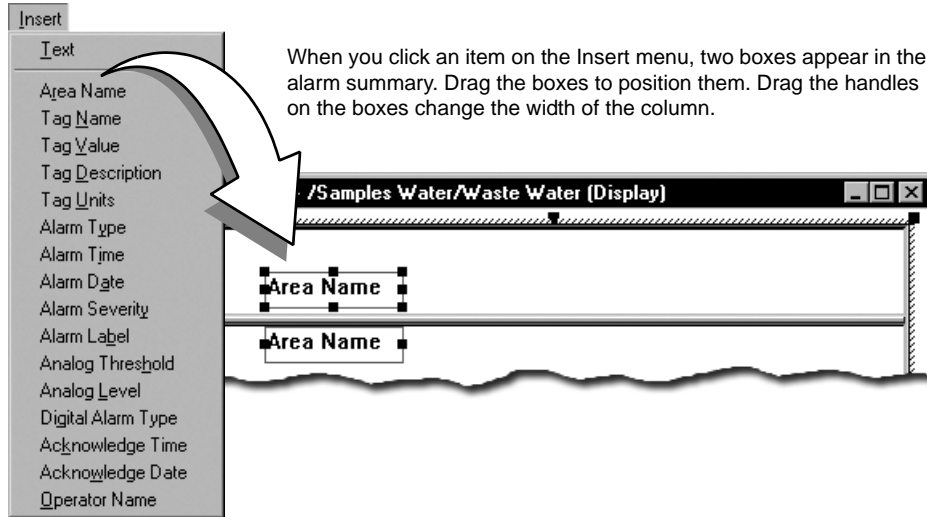 Insert
Text
When you click an item on the Insert menu, two boxes appear in the
alarm summary. Drag the boxes to position them. Drag the handles
on the boxes change the width of the column.
Area Name
Tag Name
Tag Value
Tag Description
Tag Units
Alarm Type
Alarm Time
Alarm Date
Alarm Severity
Alarm Label
Analog Threshold
Analog Level
Digital Alarm Type
Acknowledge Time
Acknowledge Date
Operator Name
/Samples Water/Waste Water (Display)
Area Name
Area Name